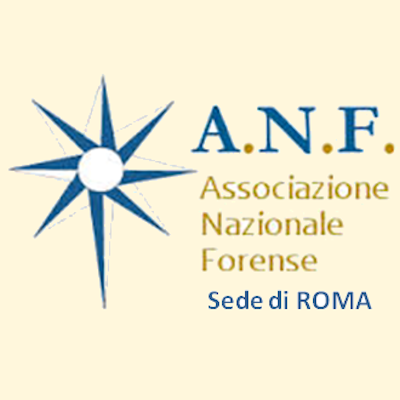 A.N.F.
Associazione
Nazionale
Forense
Sede di ROMA